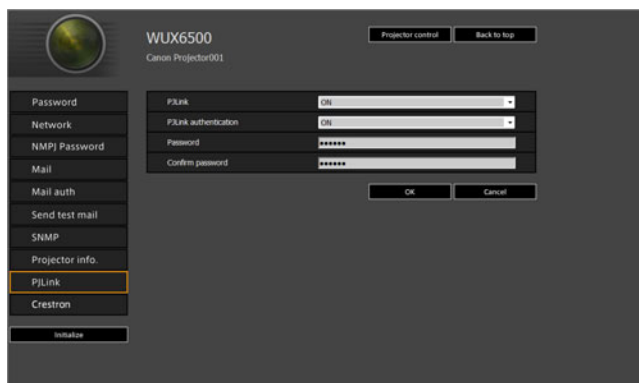 WUX6500
Canon Projector001
Projector control
Back to top
Password
Network
NMPJ Password
Mail
Mail auth
Send test mail
SNMP
Projector info.
PJLink
Crestron
Initialize
PJLink ON
PJLink authentication ON
Password ••••••
Confirm password ••••••
OK Cancel